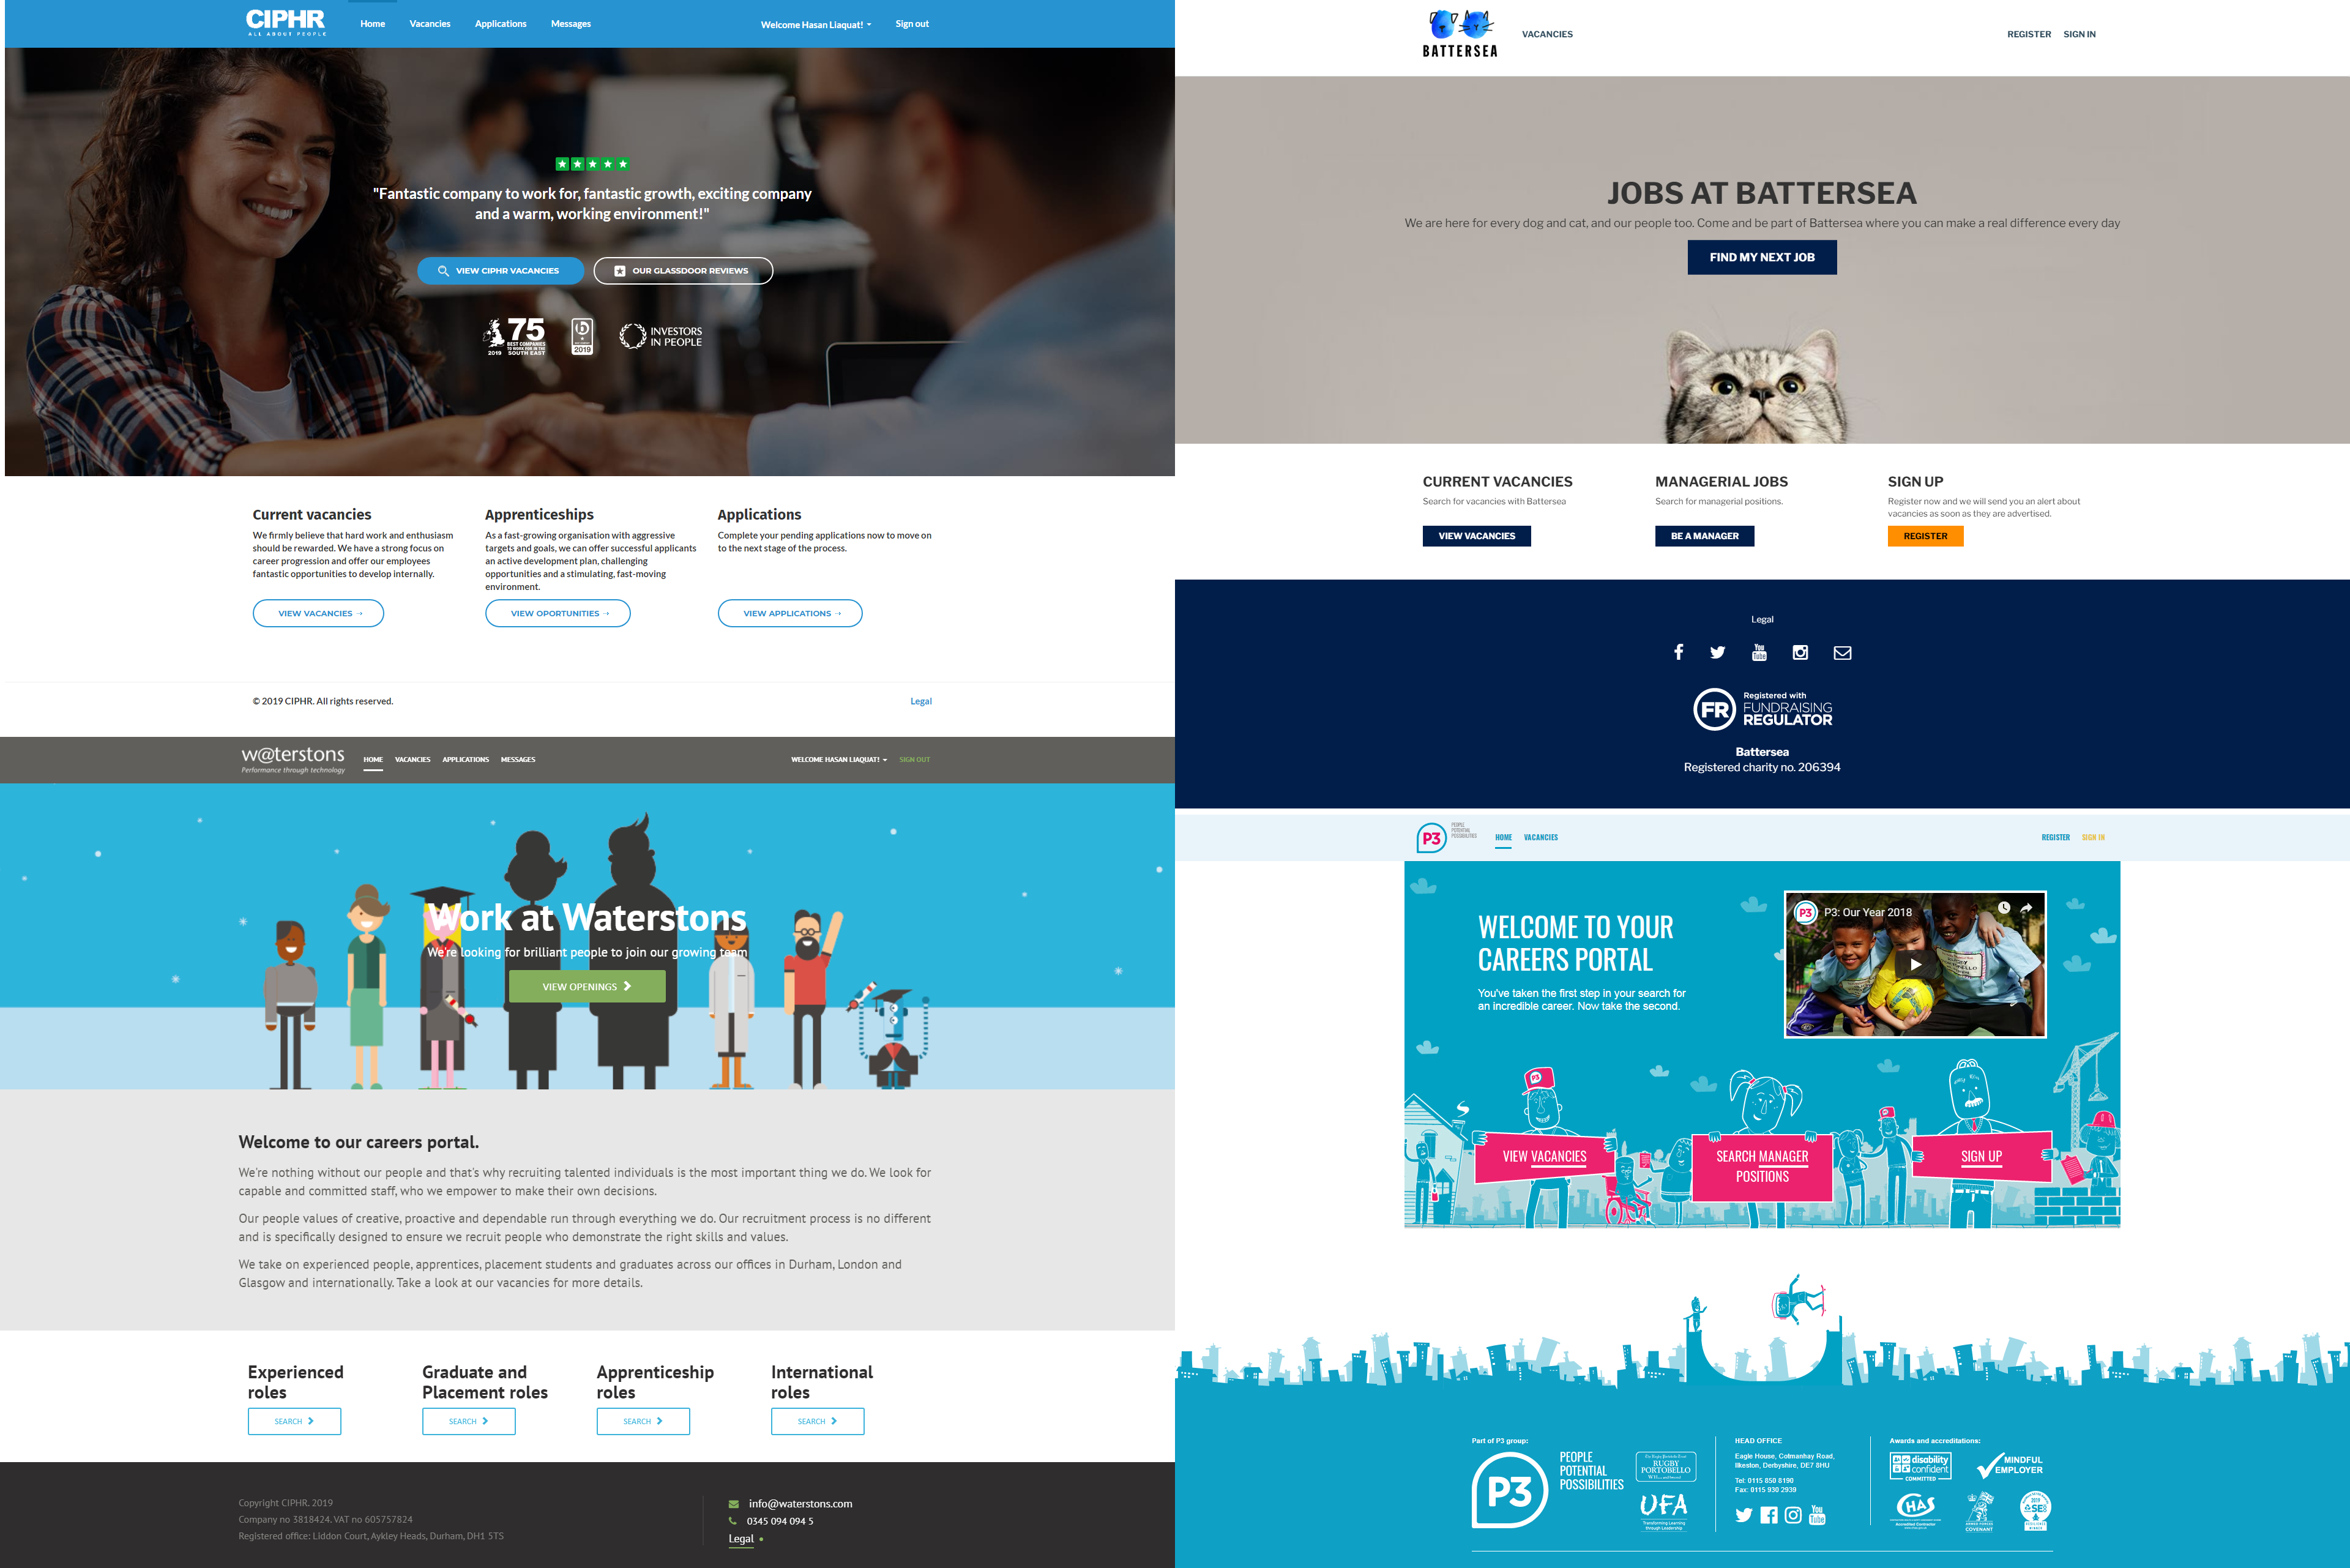 CIPHR
ALL ABOUT PEOPLE
Home
Vacancies
Applications
Messages
Welcome Hasan Liaquat!
Sign out
"Fantastic company to work for, fantastic growth, exciting company
and a warm, working environment!"
VIEW CIPHR VACANCIES
OUR GLASSDOOR REVIEWS
75
BEST COMPANIES
TO WORK FOR IN THE
2019 SOUTH EAST
2019
INVESTORS
IN PEOPLE
Current vacancies
We firmly believe that hard work and enthusiasm
should be rewarded. We have a strong focus on
career progression and offer our employees
fantastic opportunities to develop internally.
VIEW VACANCIES →
Apprenticeships
As a fast-growing organisation with aggressive
targets and goals, we can offer successful applicants
an active development plan, challenging
opportunities and a stimulating, fast-moving
environment.
VIEW OPORTUNITIES →
Applications
Complete your pending applications now to move on
to the next stage of the process.
VIEW APPLICATIONS →
© 2019 CIPHR. All rights reserved.
Legal
w@terstons
Performance through technology
HOME
VACANCIES
APPLICATIONS
MESSAGES
WELCOME HASAN LIAQUAT!
SIGN OUT
Work at Waterstons
We're looking for brilliant people to join our growing team
VIEW OPENINGS
Welcome to our careers portal.
We're nothing without our people and that's why recruiting talented individuals is the most important thing we do. We look for
capable and committed staff, who we empower to make their own decisions.
Our people values of creative, proactive and dependable run through everything we do. Our recruitment process is no different
and is specifically designed to ensure we recruit people who demonstrate the right skills and values.
We take on experienced people, apprentices, placement students and graduates across our offices in Durham, London and
Glasgow and internationally. Take a look at our vacancies for more details.
Experienced
roles
SEARCH
Graduate and
Placement roles
SEARCH
Apprenticeship
roles
SEARCH
International
roles
SEARCH
Copyright CIPHR. 2019
Company no 3818424. VAT no 605757824
Registered office: Liddon Court, Aykley Heads, Durham, DH1 5TS
info@waterstons.com
0345 094 094 5
Legal
BATTERSEA
VACANCIES
REGISTER
SIGN IN
JOBS AT BATTERSEA
We are here for every dog and cat, and our people too. Come and be part of Battersea where you can make a real difference every day
FIND MY NEXT JOB
CURRENT VACANCIES
Search for vacancies with Battersea
VIEW VACANCIES
MANAGERIAL JOBS
Search for managerial positions.
BE A MANAGER
SIGN UP
Register now and we will send you an alert about
vacancies as soon as they are advertised.
REGISTER
Legal
You
Tube
FR
Registered with
FUNDRAISING
REGULATOR
Battersea
Registered charity no. 206394
P3
PEOPLE
POTENTIAL
POSSIBILITIES
HOME
VACANCIES
REGISTER
SIGN IN
WELCOME TO YOUR
CAREERS PORTAL
You've taken the first step in your search for
an incredible career. Now take the second.
P3
P3: Our Year 2018
P3
VIEW VACANCIES
SEARCH MANAGER
POSITIONS
SIGN UP
Part of P3 group:
P3
PEOPLE
POTENTIAL
POSSIBILITIES
RUGBY
PORTOBELLO
UFA
Transforming Learning
through Leadership
HEAD OFFICE
Eagle House, Cotmanhay Road,
Ilkeston, Derbyshire, DE7 8HU
Tel: 0115 850 8190
Fax: 0115 930 2939
You
Tube
Awards and accreditations:
disability
confident
COMMITTED
MINDFUL
EMPLOYER
CHAS
Accredited Contractor
COVENANT
2019
SE